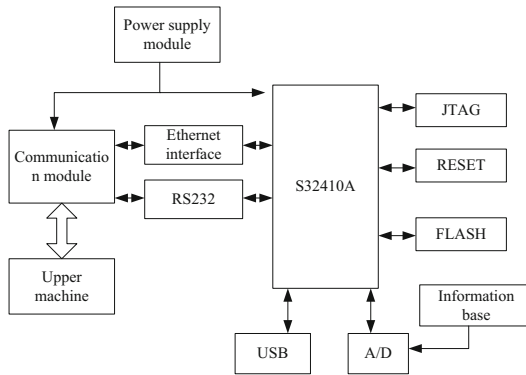 Power supply
module
Communicatio
n module
Ethernet
interface
RS232
S32410A
JTAG
RESET
FLASH
Upper
machine
USB
A/D
Information
base